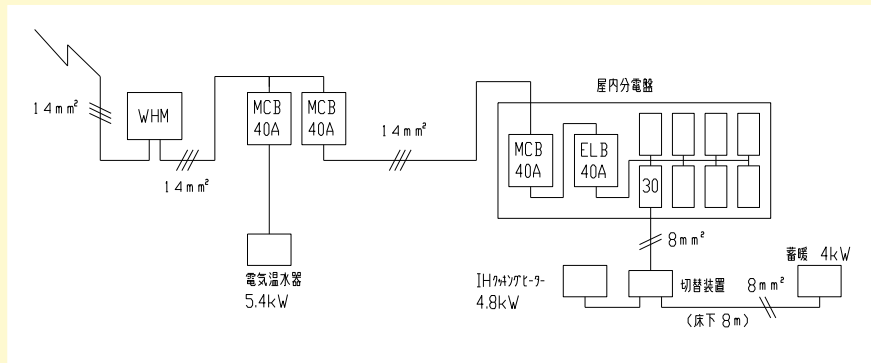 屋内分電盤
14mm²
WHM
MCB
40A
MCB
40A
14mm²
14mm²
MCB
40A
ELB
40A
30
8mm²
電気温水器
5.4kW
IHクッキングヒーター
4.8kW
切替装置
(床下 8m)
8mm²
蓄暖 4kW